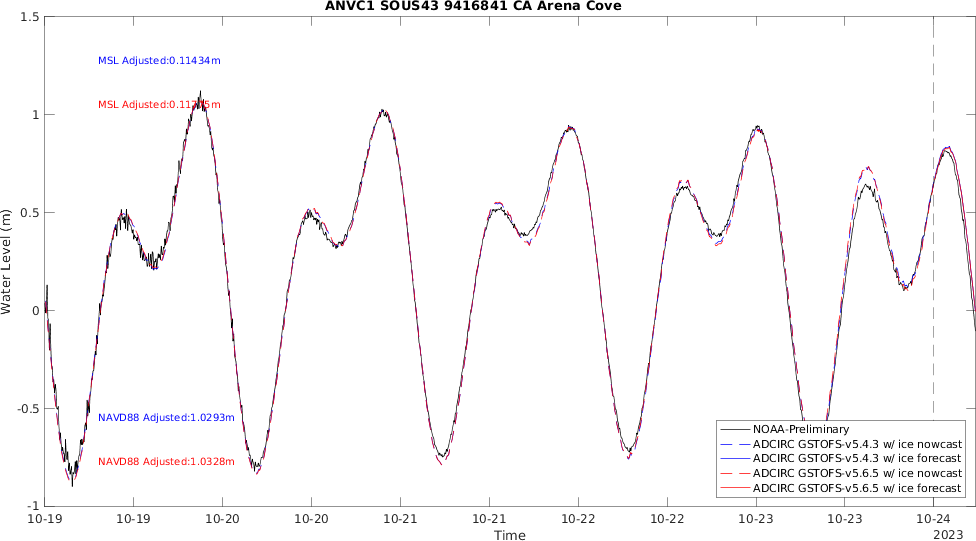 ANVC1 SOUS43 9416841 CA Arena Cove
1.5
MSL Adjusted:0.11434m
MSL Adjusted:
1
0.5
Water Level (m)
0
-0.5
NAVD88 Adjusted:1.0293m
NAVD88 Adjusted:1.0328m
-1
NOAA-Preliminary
ADCIRC GSTOFS-v5.4.3 w/ ice nowcast
ADCIRC GSTOFS-v5.4.3 w/ ice forecast
ADCIRC GSTOFS-v5.6.5 w/ ice nowcast
ADCIRC GSTOFS-v5.6.5 w/ ice forecast
10-19 10-19 10-20 10-20 10-21 10-21 10-22 10-22 10-23 10-23 10-24
Time
2023